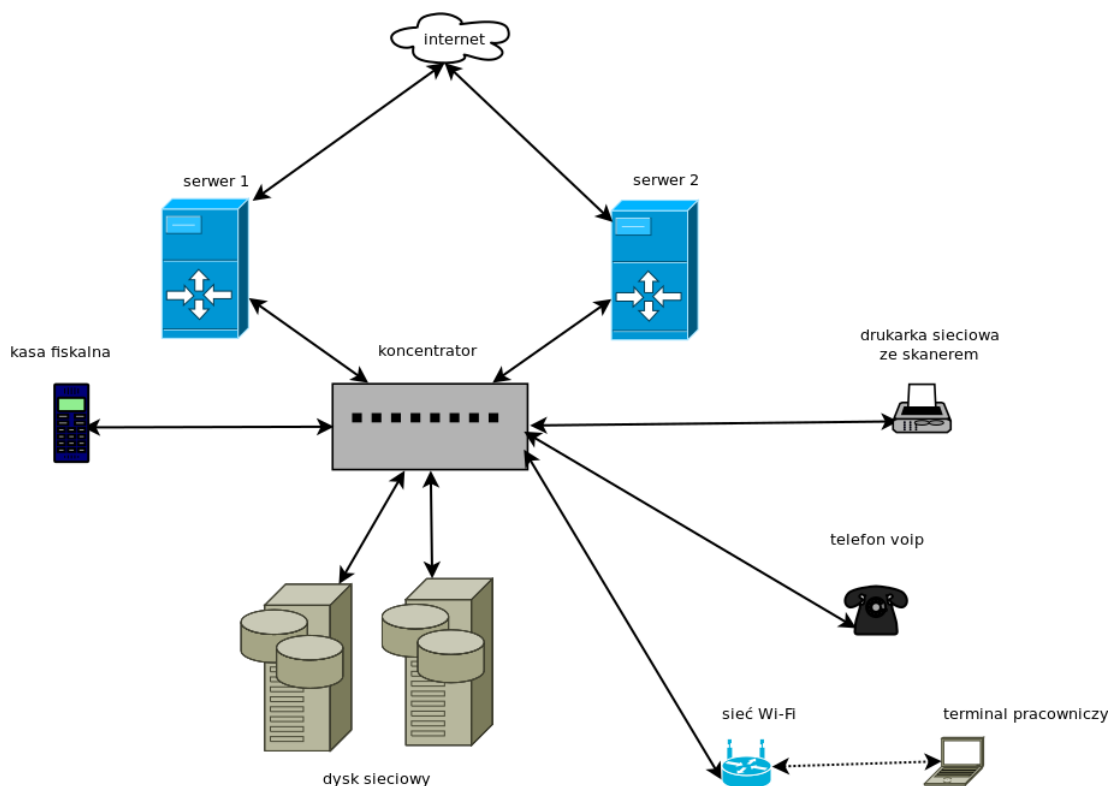 internet
serwer 1
serwer 2
kasa fiskalna
koncentrator
drukarka sieciowa
ze skanerem
telefon voip
sieć Wi-Fi
terminal pracowniczy
dysk sieciowy